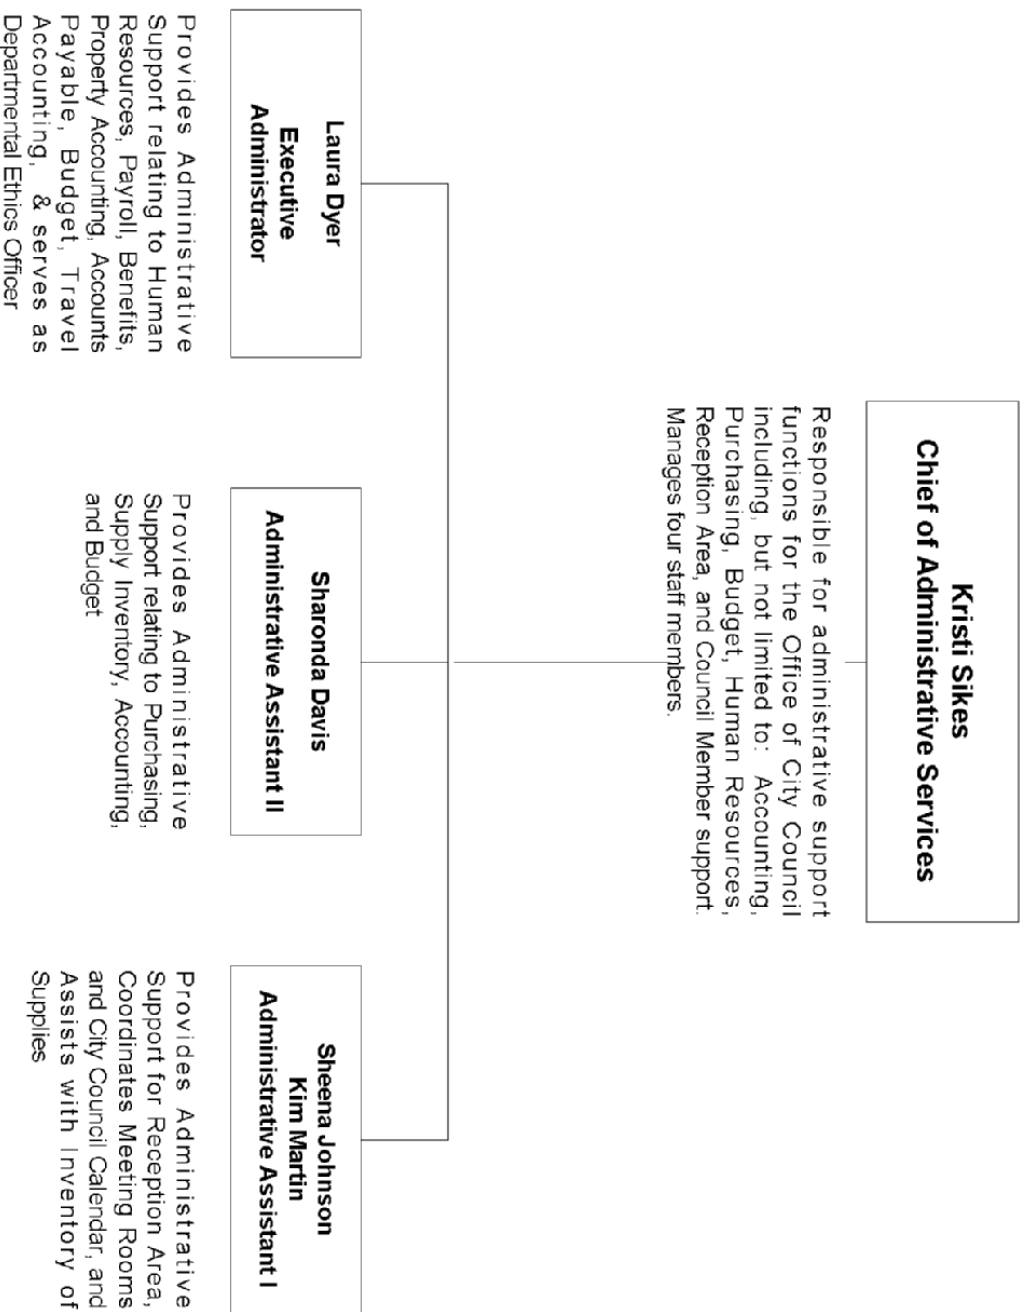 Kristi Sikes
Chief of Administrative Services
Responsible for administrative support
functions for the Office of City Council
including, but not limited to: Accounting,
Purchasing, Budget, Human Resources,
Reception Area, and Council Member support.
Manages four staff members.
Laura Dyer
Executive
Administrator
Provides Administrative
Support relating to Human
Resources, Payroll, Benefits,
Property Accounting, Accounts
Payable, Budget, Travel
Accounting, & serves as
Departmental Ethics Officer
Sharonda Davis
Administrative Assistant II
Provides Administrative
Support relating to Purchasing,
Supply Inventory, Accounting,
and Budget
Sheena Johnson
Kim Martin
Administrative Assistant I
Provides Administrative
Support for Reception Area,
Coordinates Meeting Rooms
and City Council Calendar, and
Assists with Inventory of
Supplies